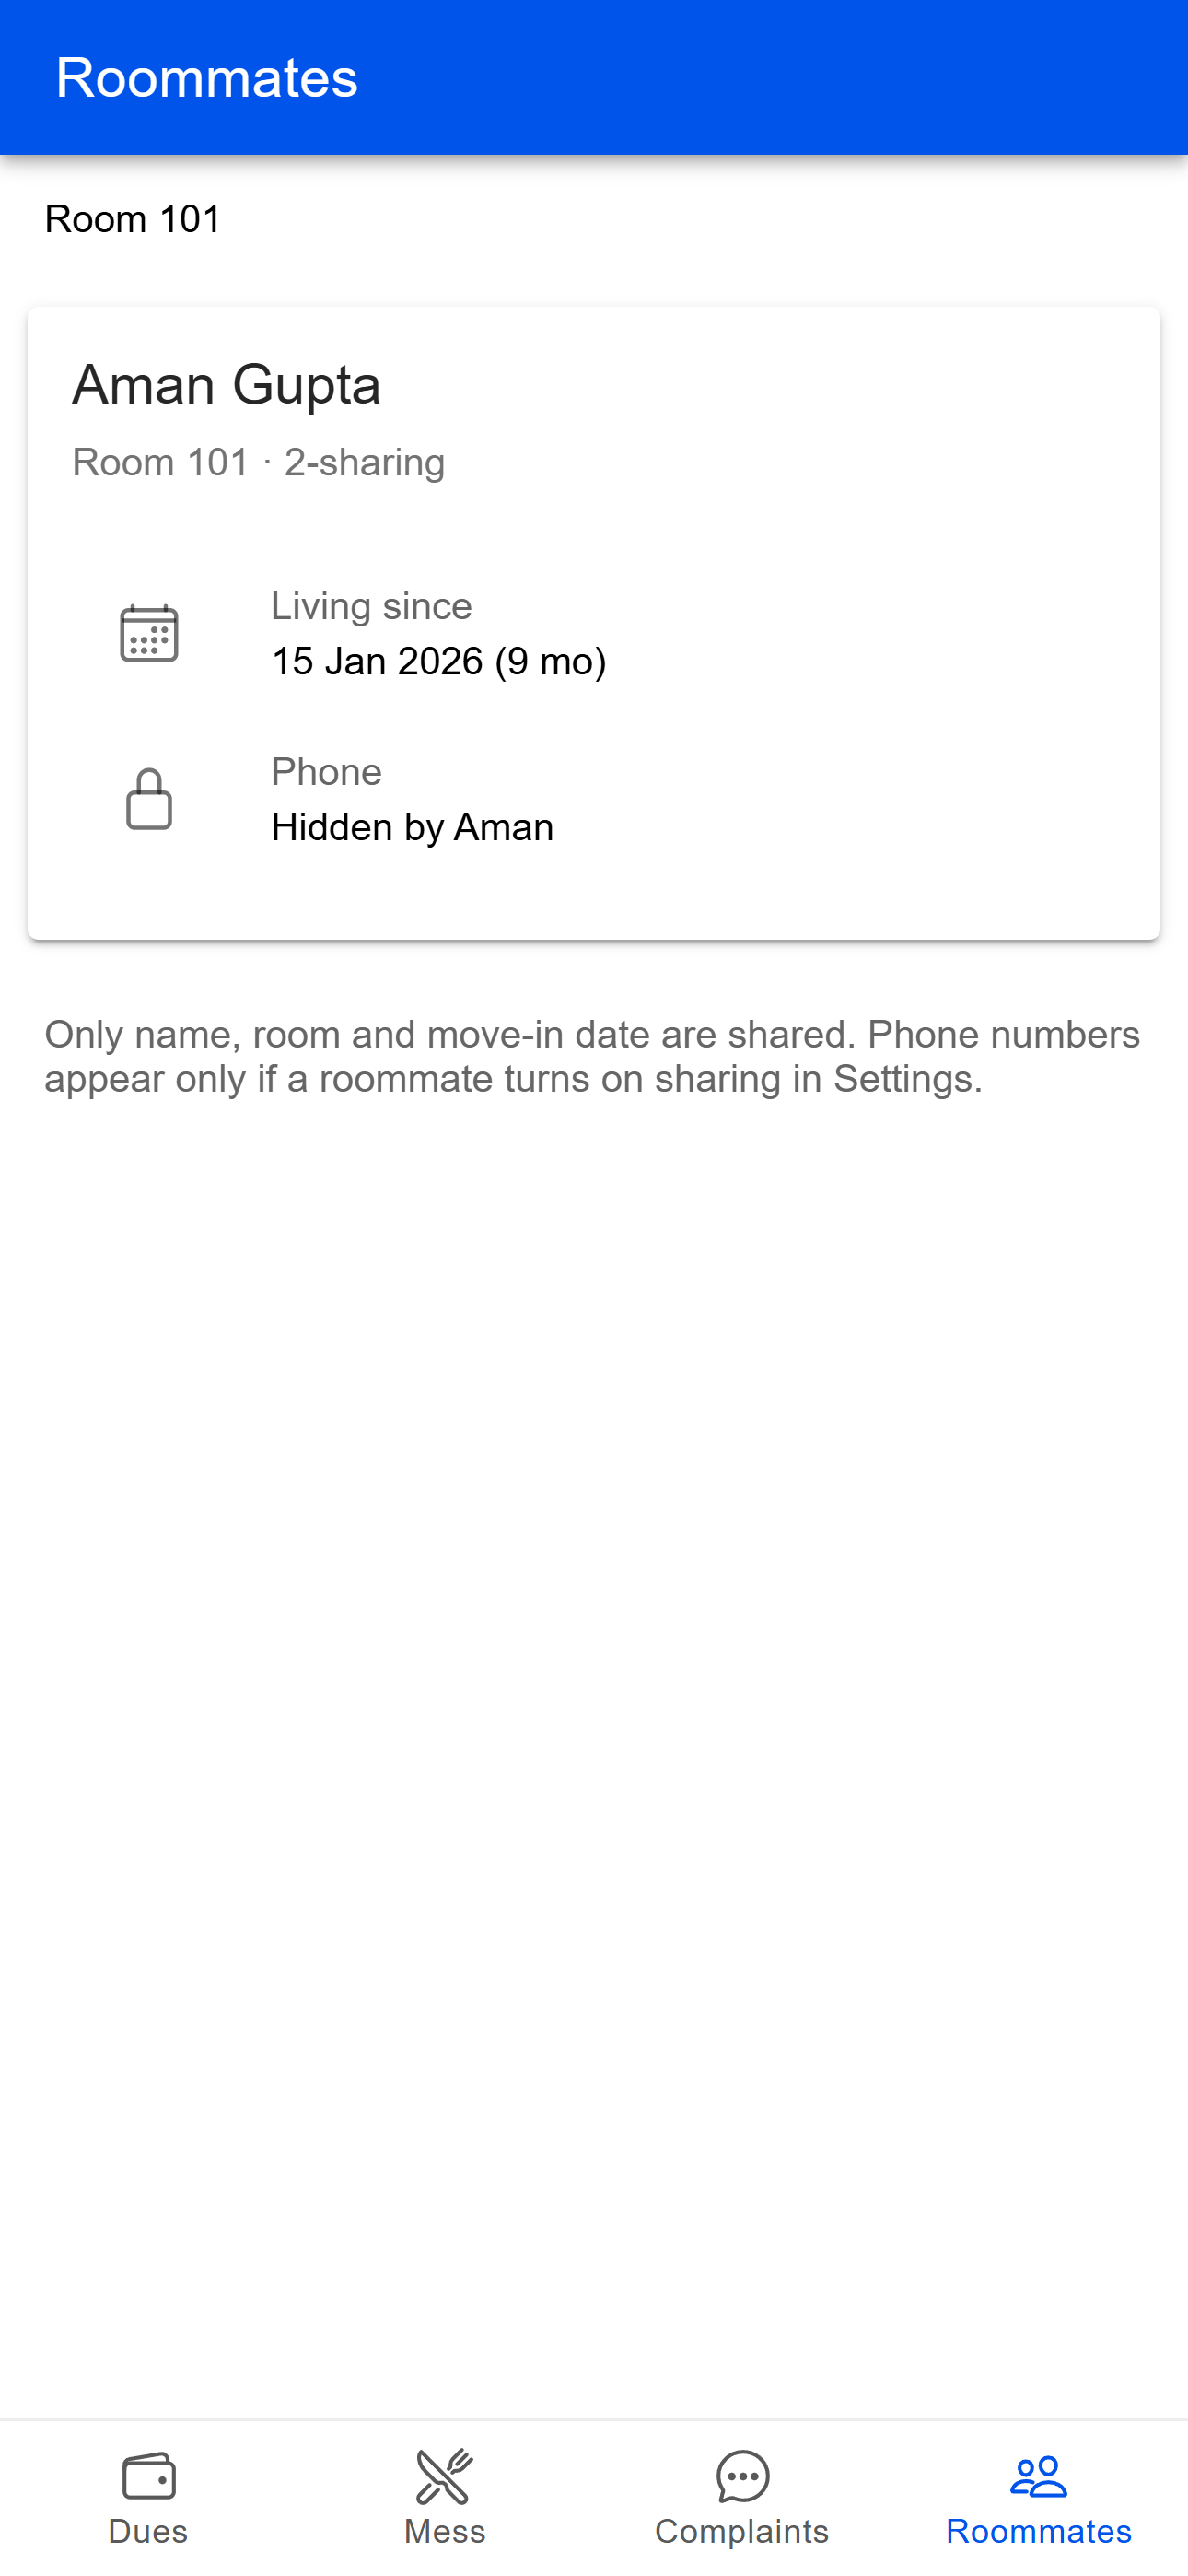 Roommates
Room 101
Aman Gupta
Room 101 · 2-sharing
Living since
15 Jan 2026 (9 mo)
Phone
Hidden by Aman
Only name, room and move-in date are shared. Phone numbers
appear only if a roommate turns on sharing in Settings.
Dues
Mess
Complaints
Roommates